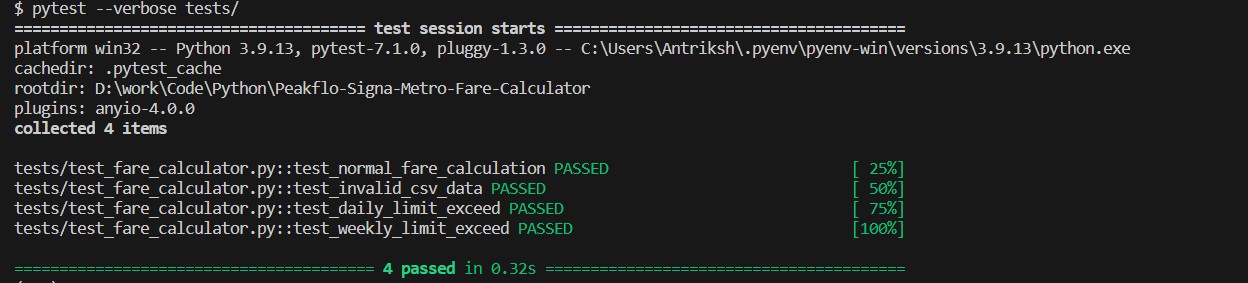 $ pytest --verbose tests/
===================================== test session starts =====================================
platform win32 -- Python 3.9.13, pytest-7.1.0, pluggy-1.3.0 -- C:\Users\Antriksh\.pyenv\pyenv-win\versions\3.9.13\python.exe
cachedir: .pytest_cache
rootdir: D:\work\Code\Python\Peakflo-Signa-Metro-Fare-Calculator
plugins: anyio-4.0.0
collected 4 items
tests/test_fare_calculator.py::test_normal_fare_calculation PASSED [ 25%]
tests/test_fare_calculator.py::test_invalid_csv_data PASSED [ 50%]
tests/test_fare_calculator.py::test_daily_limit_exceed PASSED [ 75%]
tests/test_fare_calculator.py::test_weekly_limit_exceed PASSED [100%]
====================================== 4 passed in 0.32s ======================================